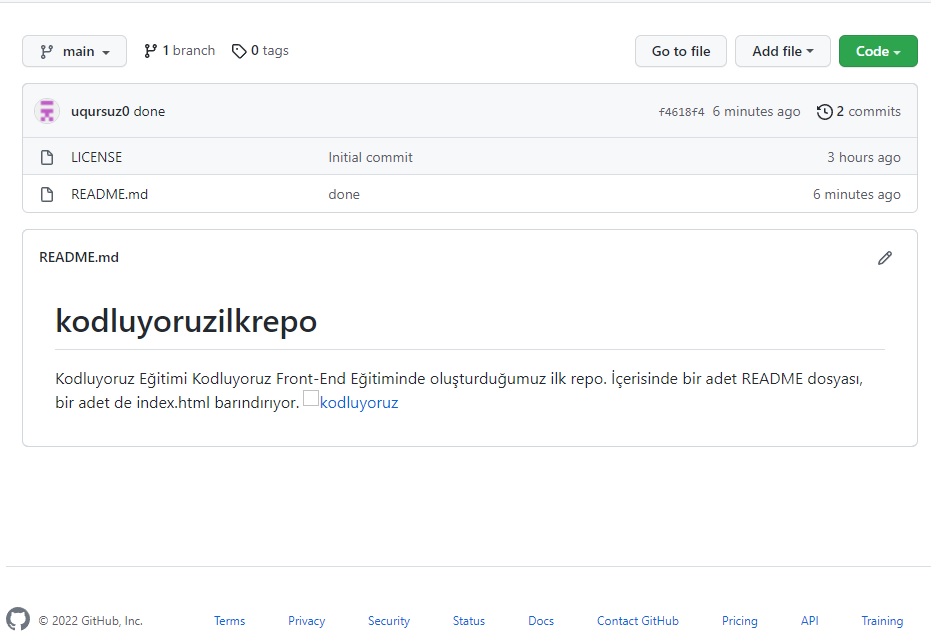 main 1 branch 0 tags Go to file Add file Code
uqursuz0 done f4618f4 6 minutes ago 2 commits
LICENSE Initial commit 3 hours ago
README.md done 6 minutes ago
README.md
kodluyoruzilkrepo
Kodluyoruz Eğitimi Kodluyoruz Front-End Eğitiminde oluşturduğumuz ilk repo. İçerisinde bir adet README dosyası,
bir adet de index.html barındırıyor. kodluyoruz
© 2022 GitHub, Inc. Terms Privacy Security Status Docs Contact GitHub Pricing API Training